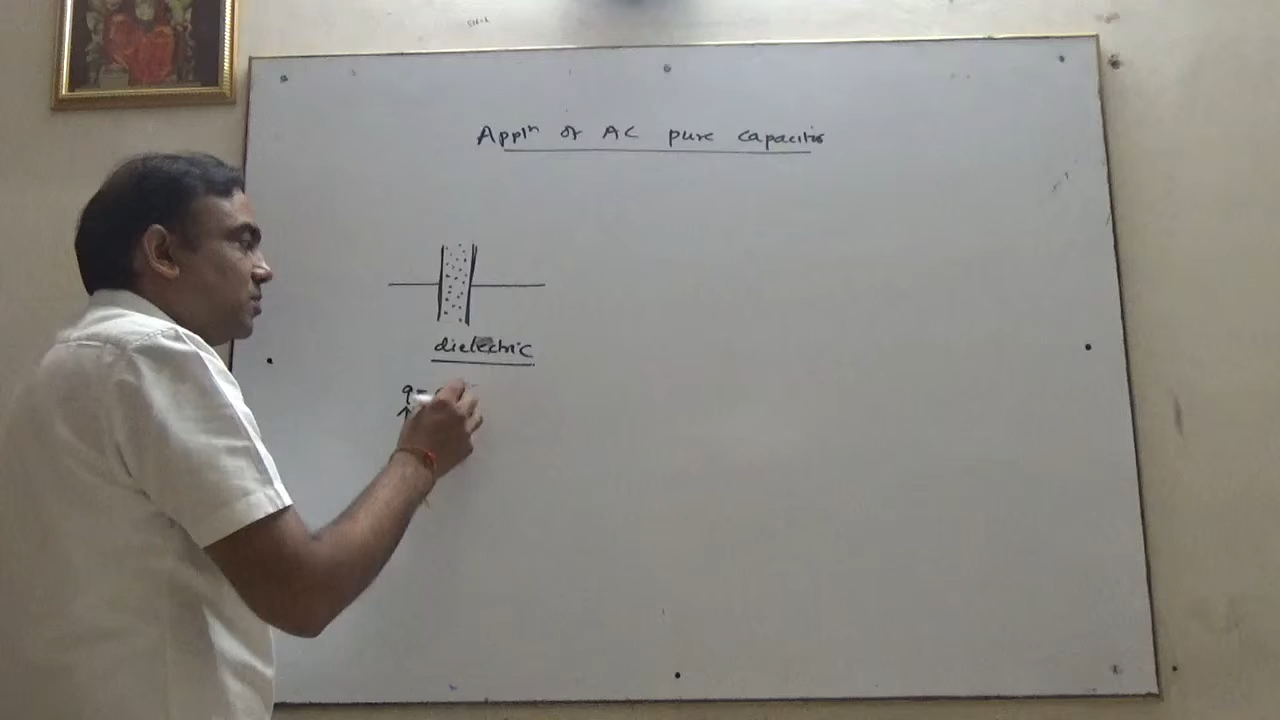 Appln of AC pure capacitor
dielectric
q =